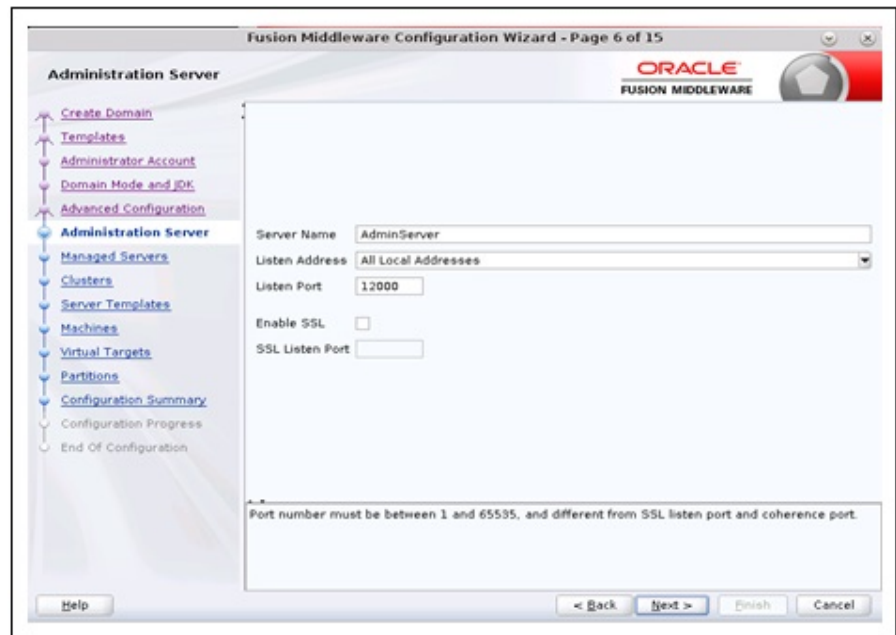 Fusion Middleware Configuration Wizard - Page 6 of 15
Administration Server
ORACLE
FUSION MIDDLEWARE
Create Domain
Templates
Administrator Account
Domain Mode and JDK
Advanced Configuration
Administration Server
Managed Servers
Clusters
Server Templates
Machines
Virtual Targets
Partitions
Configuration Summary
Configuration Progress
End Of Configuration
Server Name AdminServer
Listen Address All Local Addresses
Listen Port 12000
Enable SSL
SSL Listen Port
Port number must be between 1 and 65535, and different from SSL listen port and coherence port.
Help
< Back
Next >
Finish
Cancel